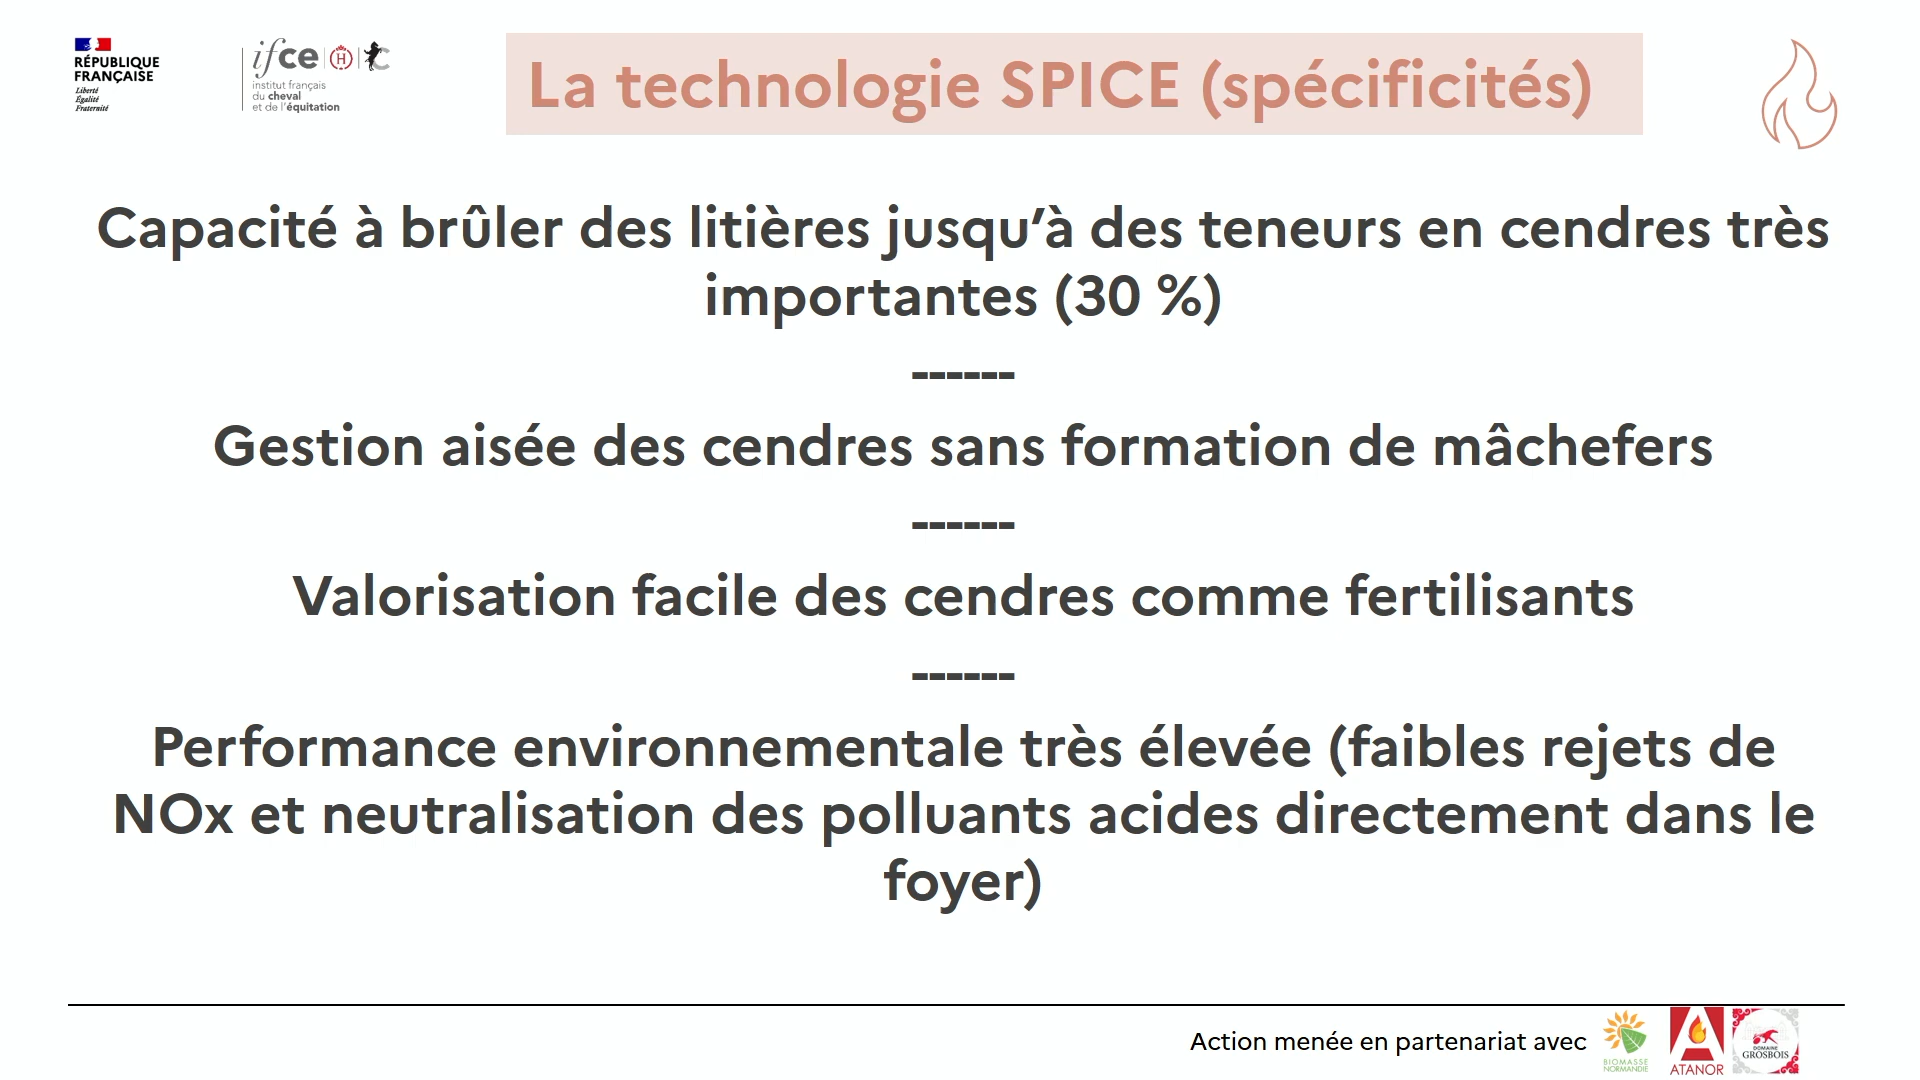 RÉPUBLIQUE
FRANÇAISE
Liberté
Égalité
Fraternité
ifce H C
institut français
du cheval
et de l'équitation
La technologie SPICE (spécificités)
Capacité à brûler des litières jusqu’à des teneurs en cendres très
importantes (30 %)
------
Gestion aisée des cendres sans formation de mâchefers
------
Valorisation facile des cendres comme fertilisants
------
Performance environnementale très élevée (faibles rejets de
NOx et neutralisation des polluants acides directement dans le
foyer)
Action menée en partenariat avec
BIOMASSE
NORMANDIE
ATANOR
DOMAINE
GROSBOIS